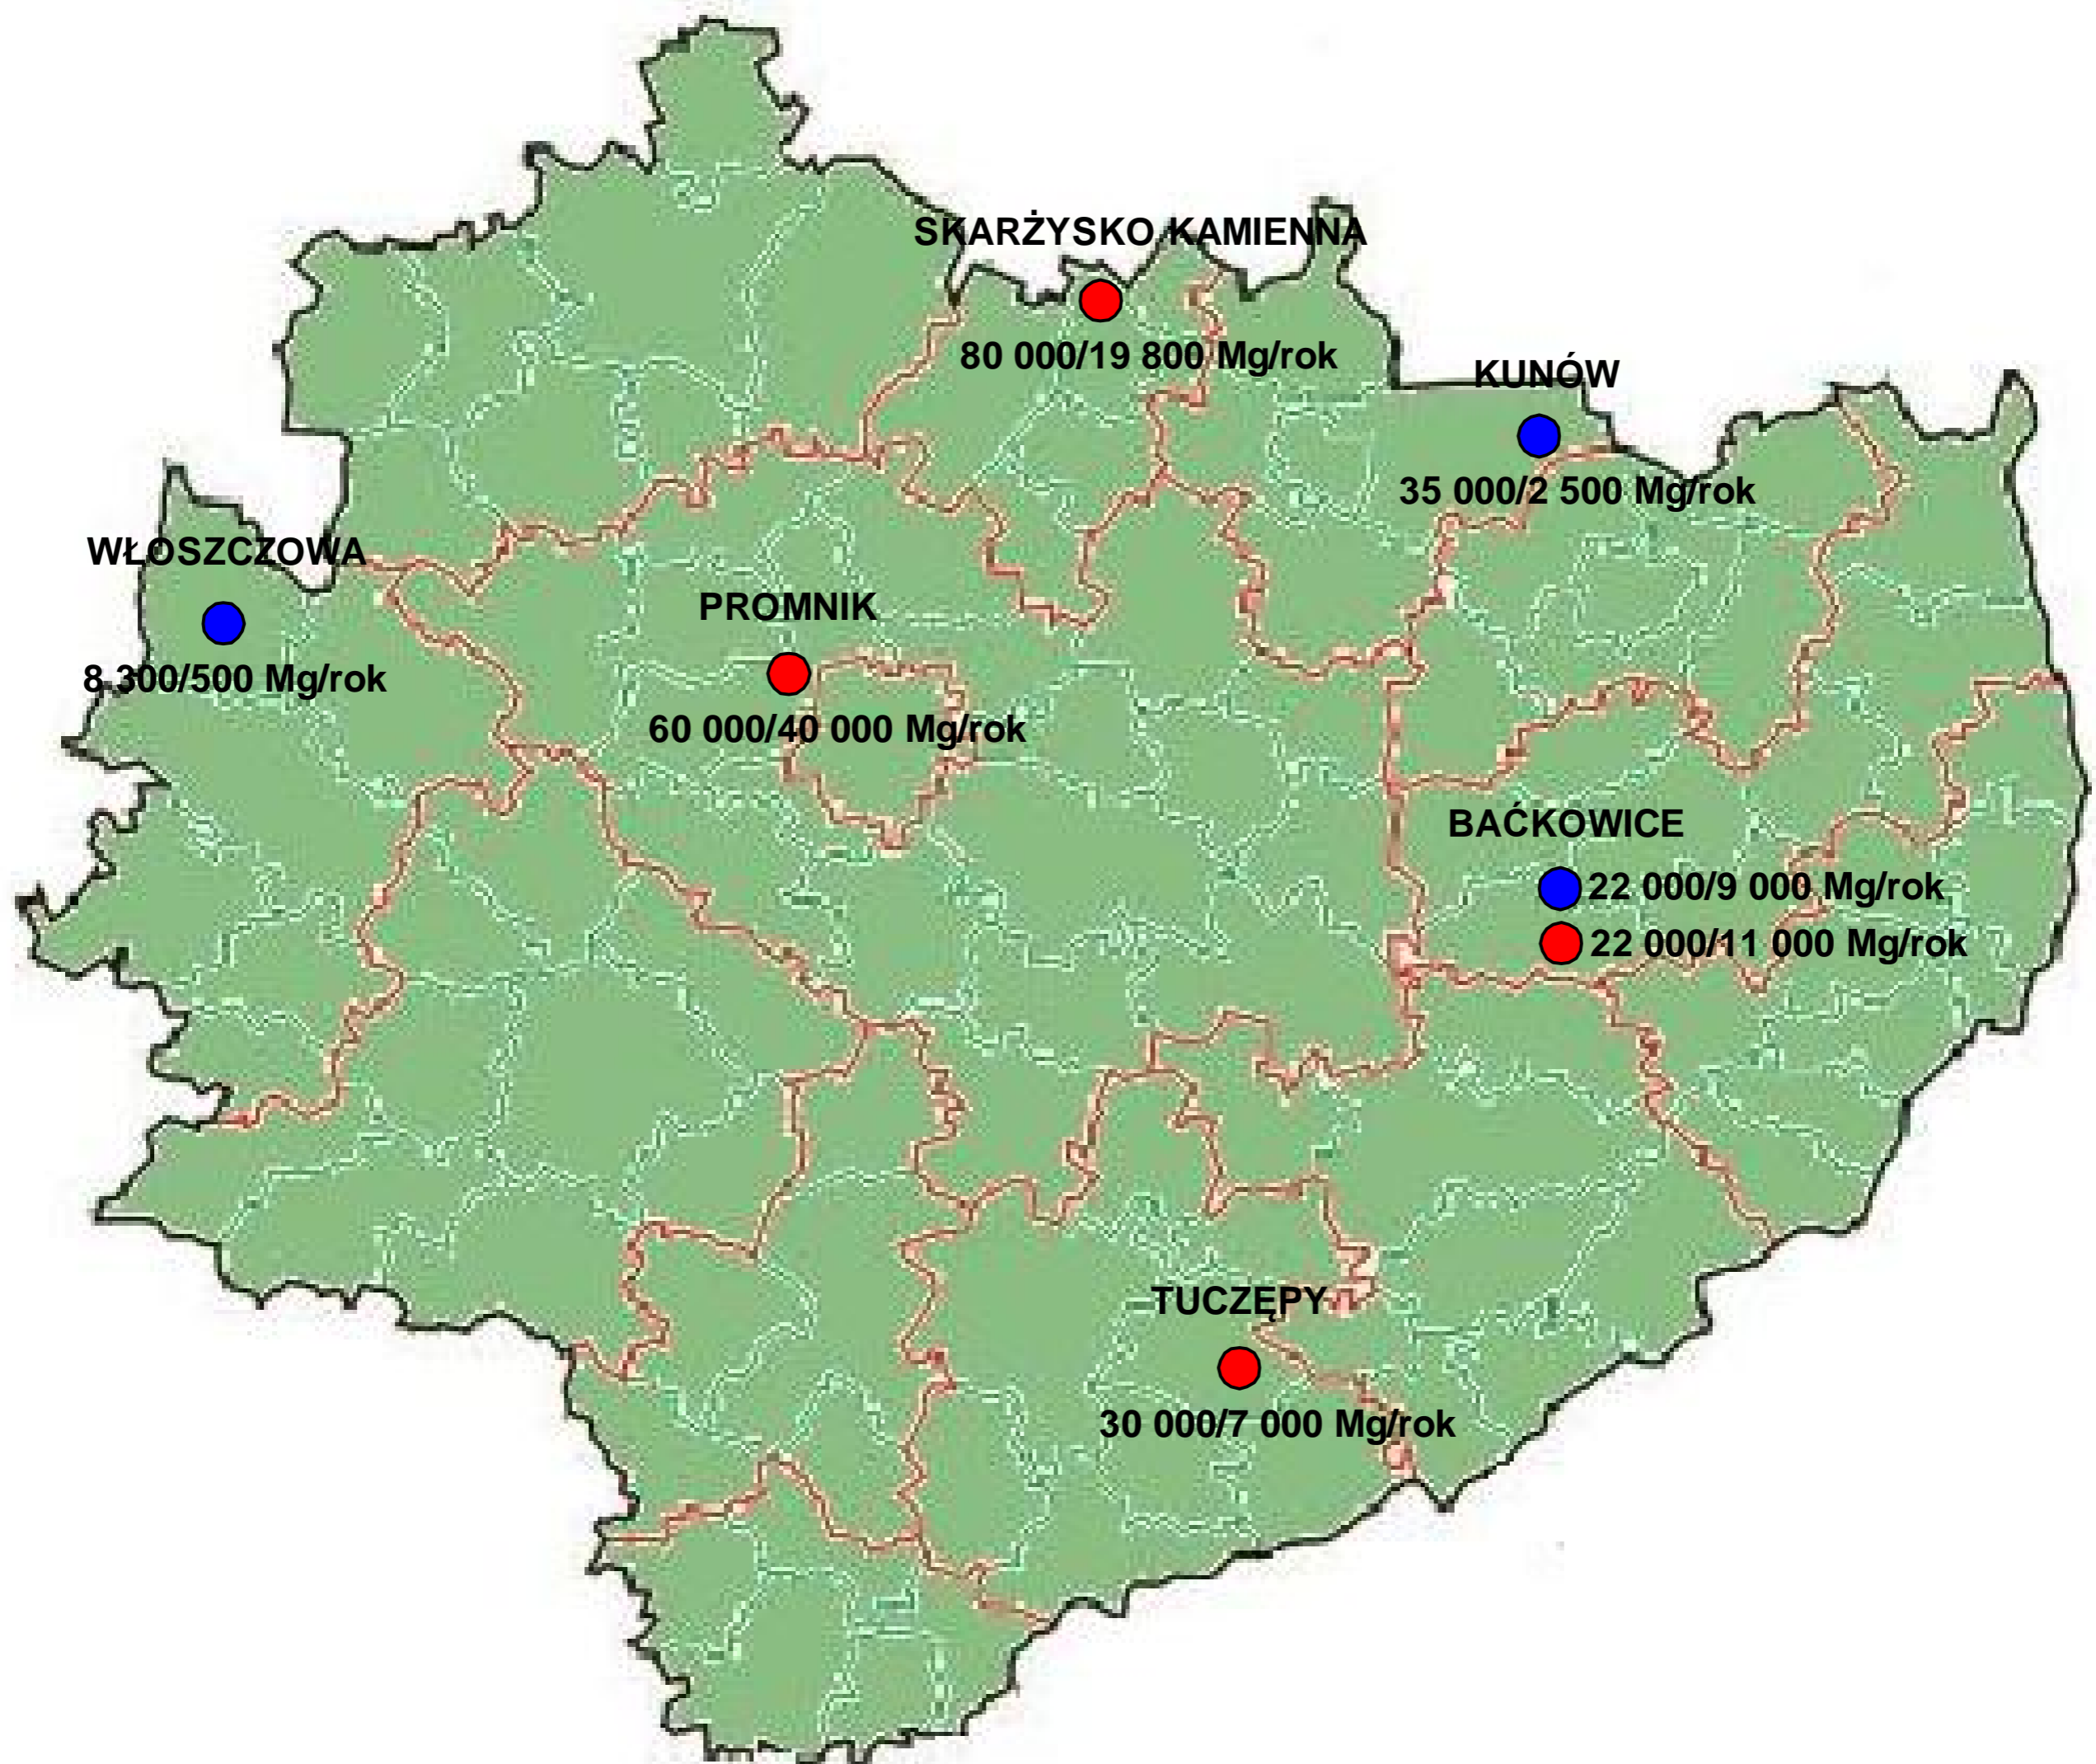 SKARŻYSKO KAMIENNA
80 000/19 800 Mg/rok
KUNÓW
35 000/2 500 Mg/rok
WŁOSZCZOWA
8 300/500 Mg/rok
PROMNIK
60 000/40 000 Mg/rok
BAĆKOWICE
22 000/9 000 Mg/rok
22 000/11 000 Mg/rok
TUCZĘPY
30 000/7 000 Mg/rok